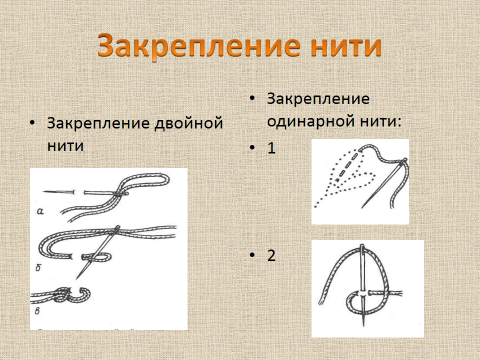 Закрепление нити
• Закрепление двойной
нити
а
б
в
• Закрепление
одинарной нити:
• 1
• 2